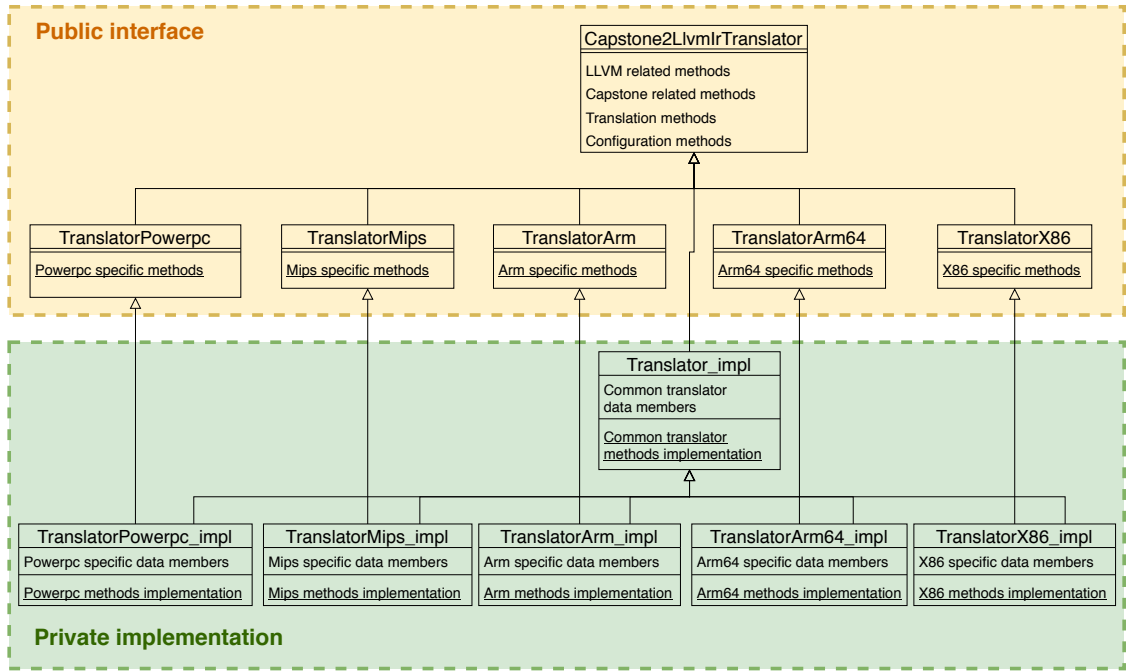 Public interface
Capstone2LlvmIrTranslator
LLVM related methods
Capstone related methods
Translation methods
Configuration methods
TranslatorPowerpc
Powerpc specific methods
TranslatorMips
Mips specific methods
TranslatorArm
Arm specific methods
TranslatorArm64
Arm64 specific methods
TranslatorX86
X86 specific methods
Translator_impl
Common translator
data members
Common translator
methods implementation
TranslatorPowerpc_impl
Powerpc specific data members
Powerpc methods implementation
TranslatorMips_impl
Mips specific data members
Mips methods implementation
TranslatorArm_impl
Arm specific data members
Arm methods implementation
TranslatorArm64_impl
Arm64 specific data members
Arm64 methods implementation
TranslatorX86_impl
X86 specific data members
X86 methods implementation
Private implementation